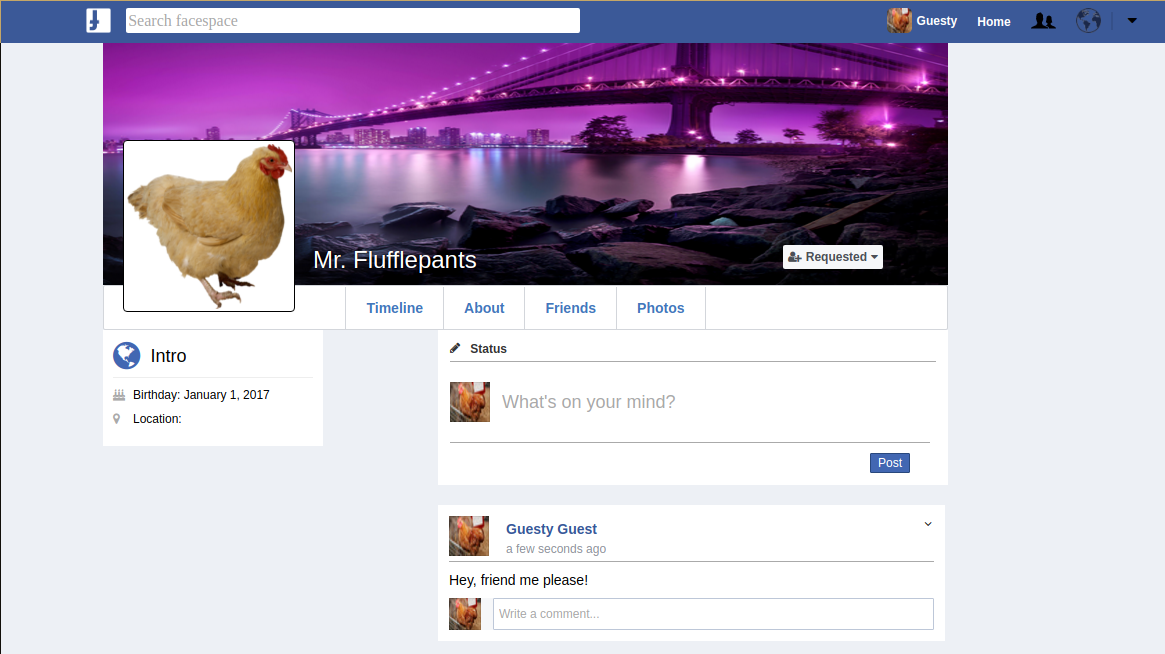 Search facespace
Guesty
Home
Mr. Flufflepants
Requested
Timeline
About
Friends
Photos
Intro
Birthday: January 1, 2017
Location:
Status
What's on your mind?
Post
Guesty Guest
a few seconds ago
Hey, friend me please!
Write a comment...